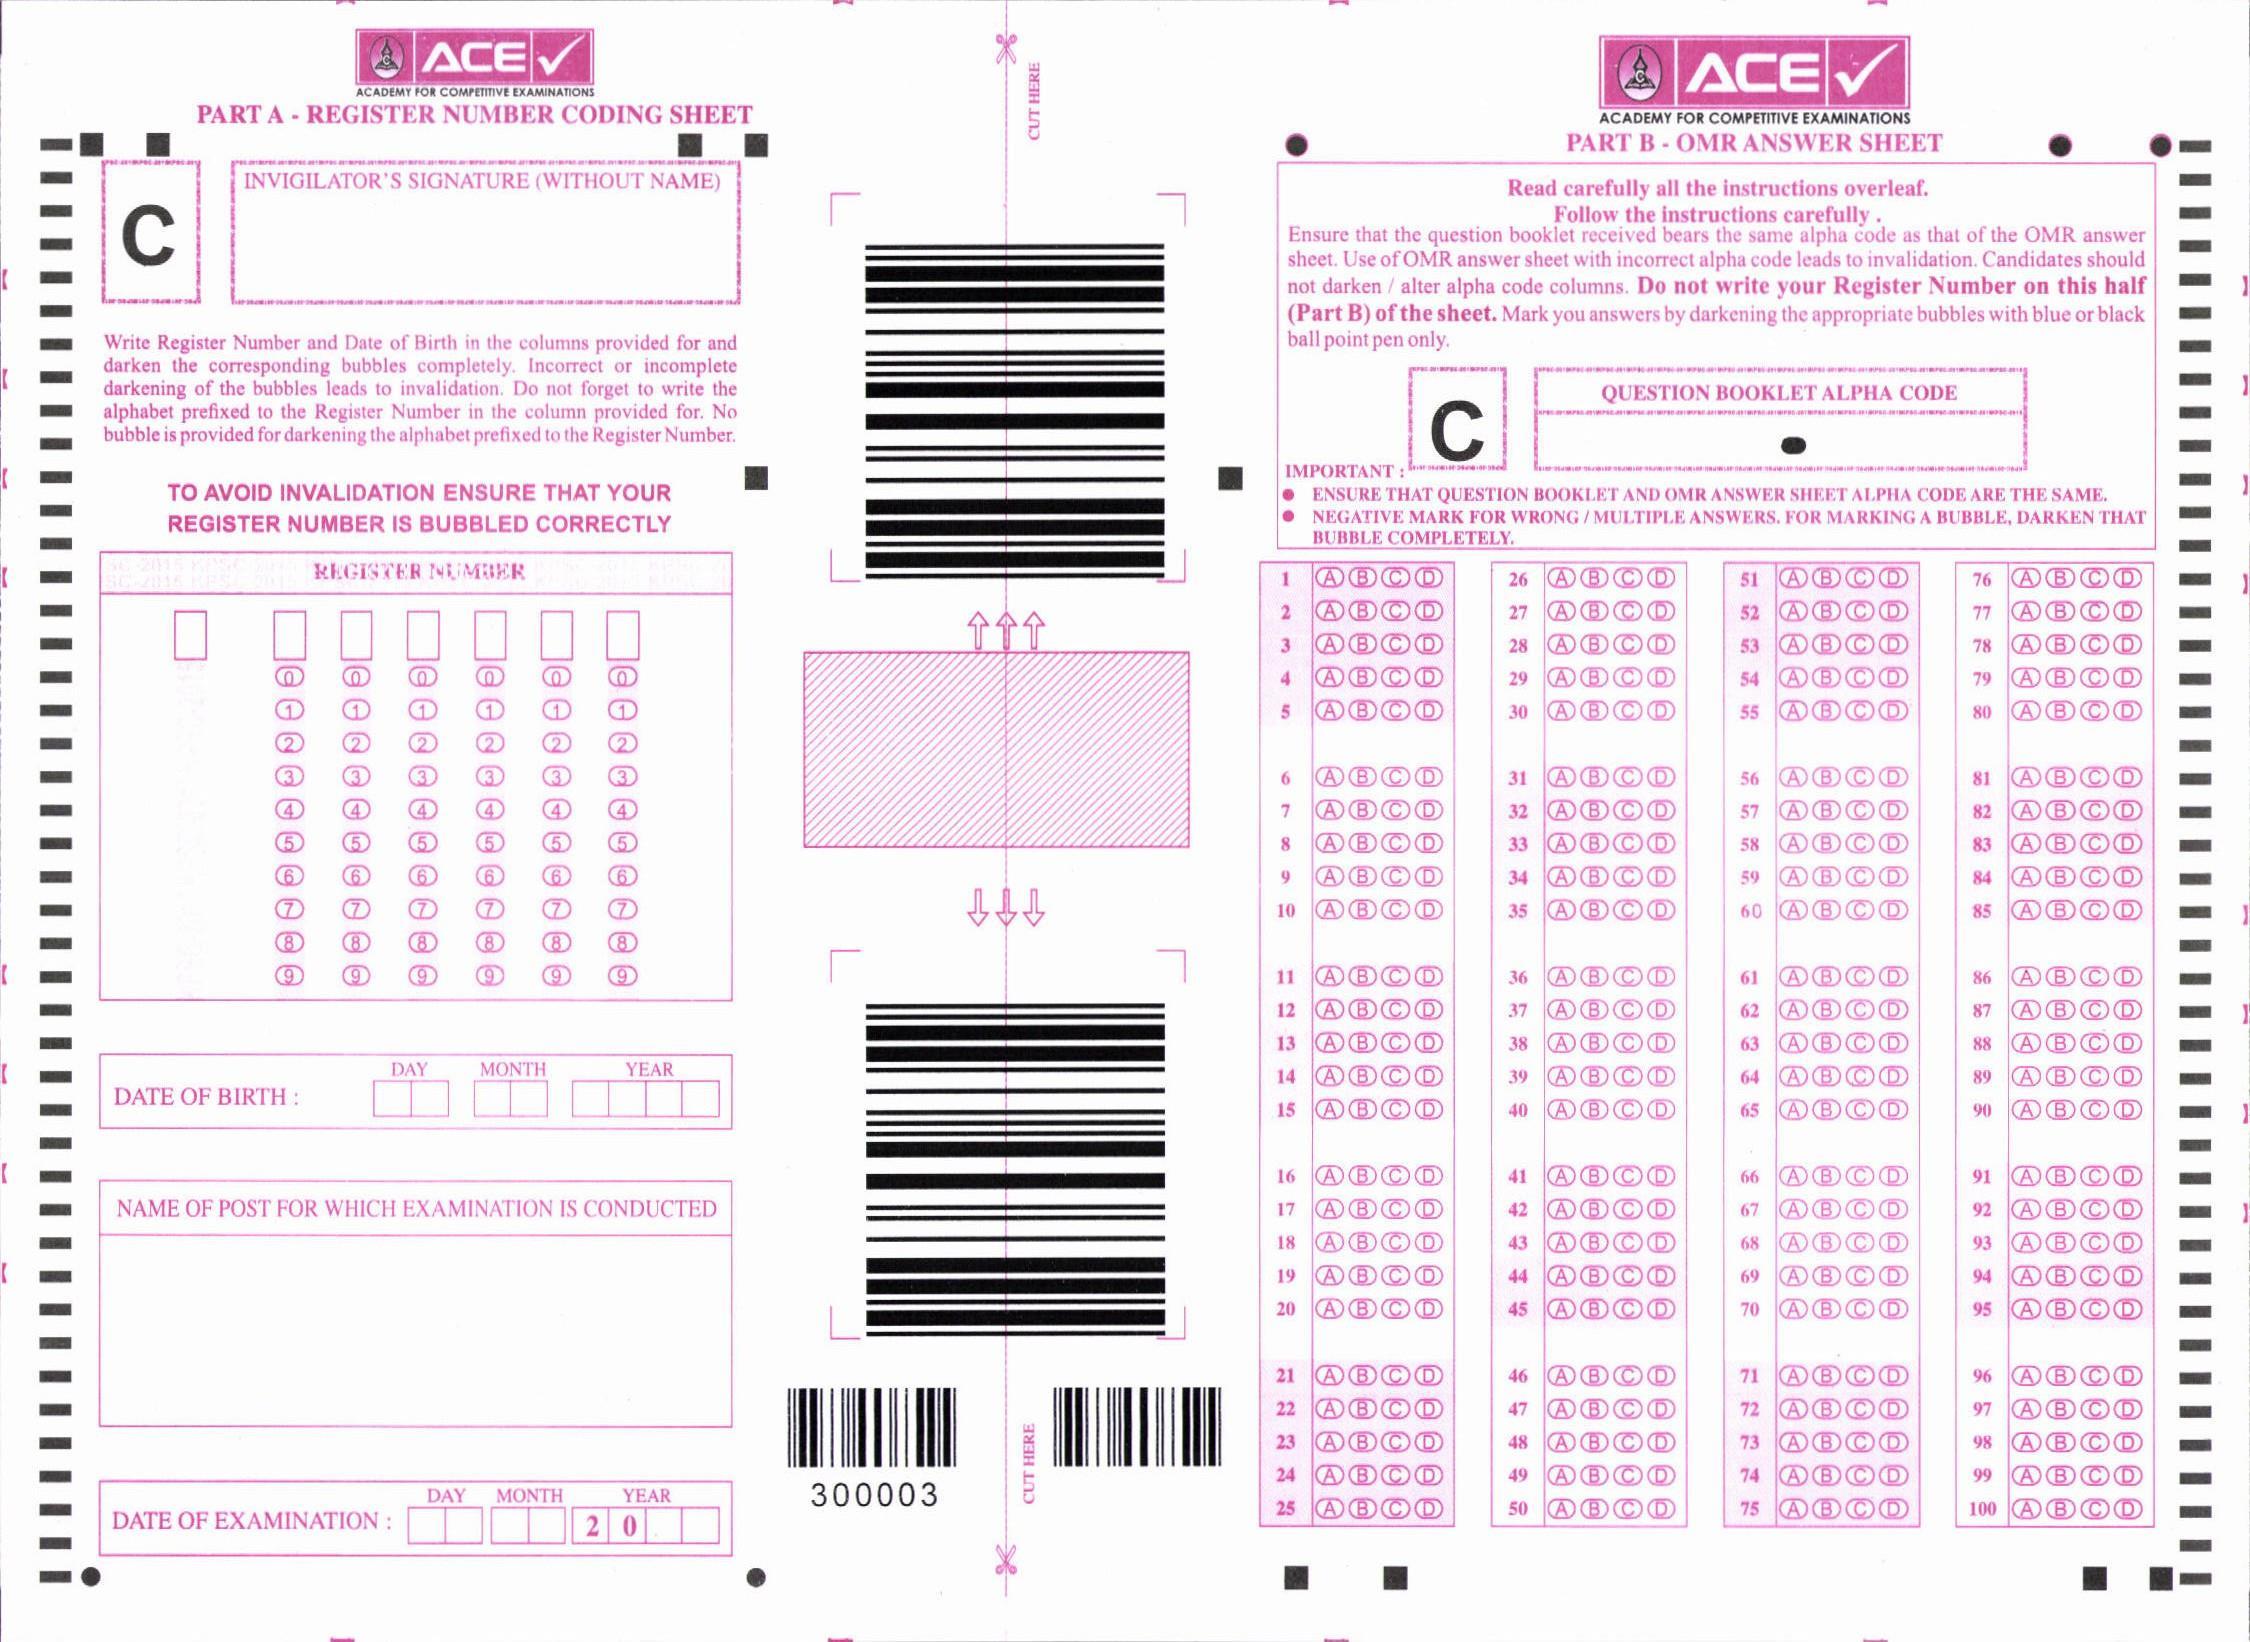 ACE
ACADEMY FOR COMPETITIVE EXAMINATIONS
PART A - REGISTER NUMBER CODING SHEET
C
INVIGILATOR'S SIGNATURE (WITHOUT NAME)
Write Register Number and Date of Birth in the columns provided for and
darken the corresponding bubbles completely. Incorrect or incomplete
darkening of the bubbles leads to invalidation. Do not forget to write the
alphabet prefixed to the Register Number in the column provided for. No
bubble is provided for darkening the alphabet prefixed to the Register Number.
TO AVOID INVALIDATION ENSURE THAT YOUR
REGISTER NUMBER IS BUBBLED CORRECTLY
REGISTER NUMBER
0 0 0 0 0 0
1 1 1 1 1 1
2 2 2 2 2 2
3 3 3 3 3 3
4 4 4 4 4 4
5 5 5 5 5 5
6 6 6 6 6 6
7 7 7 7 7 7
8 8 8 8 8 8
9 9 9 9 9 9
DAY MONTH YEAR
DATE OF BIRTH :
NAME OF POST FOR WHICH EXAMINATION IS CONDUCTED
DAY MONTH YEAR
DATE OF EXAMINATION : 2 0
CUT HERE
300003
CUT HERE
ACE
ACADEMY FOR COMPETITIVE EXAMINATIONS
PART B - OMR ANSWER SHEET
Read carefully all the instructions overleaf.
Follow the instructions carefully .
Ensure that the question booklet received bears the same alpha code as that of the OMR answer
sheet. Use of OMR answer sheet with incorrect alpha code leads to invalidation. Candidates should
not darken / alter alpha code columns. Do not write your Register Number on this half
(Part B) of the sheet. Mark you answers by darkening the appropriate bubbles with blue or black
ball point pen only.
C
QUESTION BOOKLET ALPHA CODE
IMPORTANT :
● ENSURE THAT QUESTION BOOKLET AND OMR ANSWER SHEET ALPHA CODE ARE THE SAME.
● NEGATIVE MARK FOR WRONG / MULTIPLE ANSWERS. FOR MARKING A BUBBLE, DARKEN THAT
BUBBLE COMPLETELY.
1 A B C D 26 A B C D 51 A B C D 76 A B C D
2 A B C D 27 A B C D 52 A B C D 77 A B C D
3 A B C D 28 A B C D 53 A B C D 78 A B C D
4 A B C D 29 A B C D 54 A B C D 79 A B C D
5 A B C D 30 A B C D 55 A B C D 80 A B C D
6 A B C D 31 A B C D 56 A B C D 81 A B C D
7 A B C D 32 A B C D 57 A B C D 82 A B C D
8 A B C D 33 A B C D 58 A B C D 83 A B C D
9 A B C D 34 A B C D 59 A B C D 84 A B C D
10 A B C D 35 A B C D 60 A B C D 85 A B C D
11 A B C D 36 A B C D 61 A B C D 86 A B C D
12 A B C D 37 A B C D 62 A B C D 87 A B C D
13 A B C D 38 A B C D 63 A B C D 88 A B C D
14 A B C D 39 A B C D 64 A B C D 89 A B C D
15 A B C D 40 A B C D 65 A B C D 90 A B C D
16 A B C D 41 A B C D 66 A B C D 91 A B C D
17 A B C D 42 A B C D 67 A B C D 92 A B C D
18 A B C D 43 A B C D 68 A B C D 93 A B C D
19 A B C D 44 A B C D 69 A B C D 94 A B C D
20 A B C D 45 A B C D 70 A B C D 95 A B C D
21 A B C D 46 A B C D 71 A B C D 96 A B C D
22 A B C D 47 A B C D 72 A B C D 97 A B C D
23 A B C D 48 A B C D 73 A B C D 98 A B C D
24 A B C D 49 A B C D 74 A B C D 99 A B C D
25 A B C D 50 A B C D 75 A B C D 100 A B C D